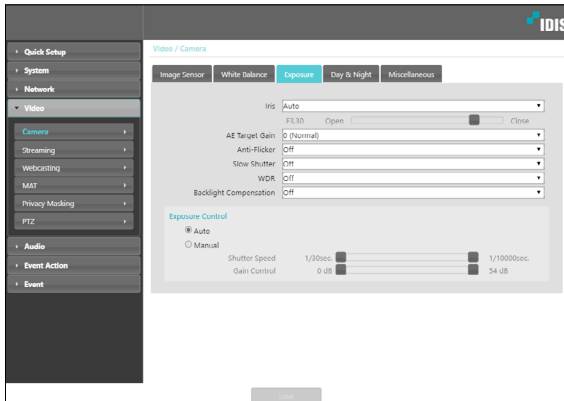 IDIS
Quick Setup
System
Network
Video
Camera
Streaming
Webcasting
MAT
Privacy Masking
PTZ
Audio
Event Action
Event
Video / Camera
Image Sensor White Balance Exposure Day & Night Miscellaneous
Iris Auto
F3.30 Open Close
AE Target Gain 0 (Normal)
Anti-Flicker Off
Slow Shutter Off
WDR Off
Backlight Compensation Off
Exposure Control
Auto
Manual
Shutter Speed 1/30sec. 1/10000sec.
Gain Control 0 dB 54 dB